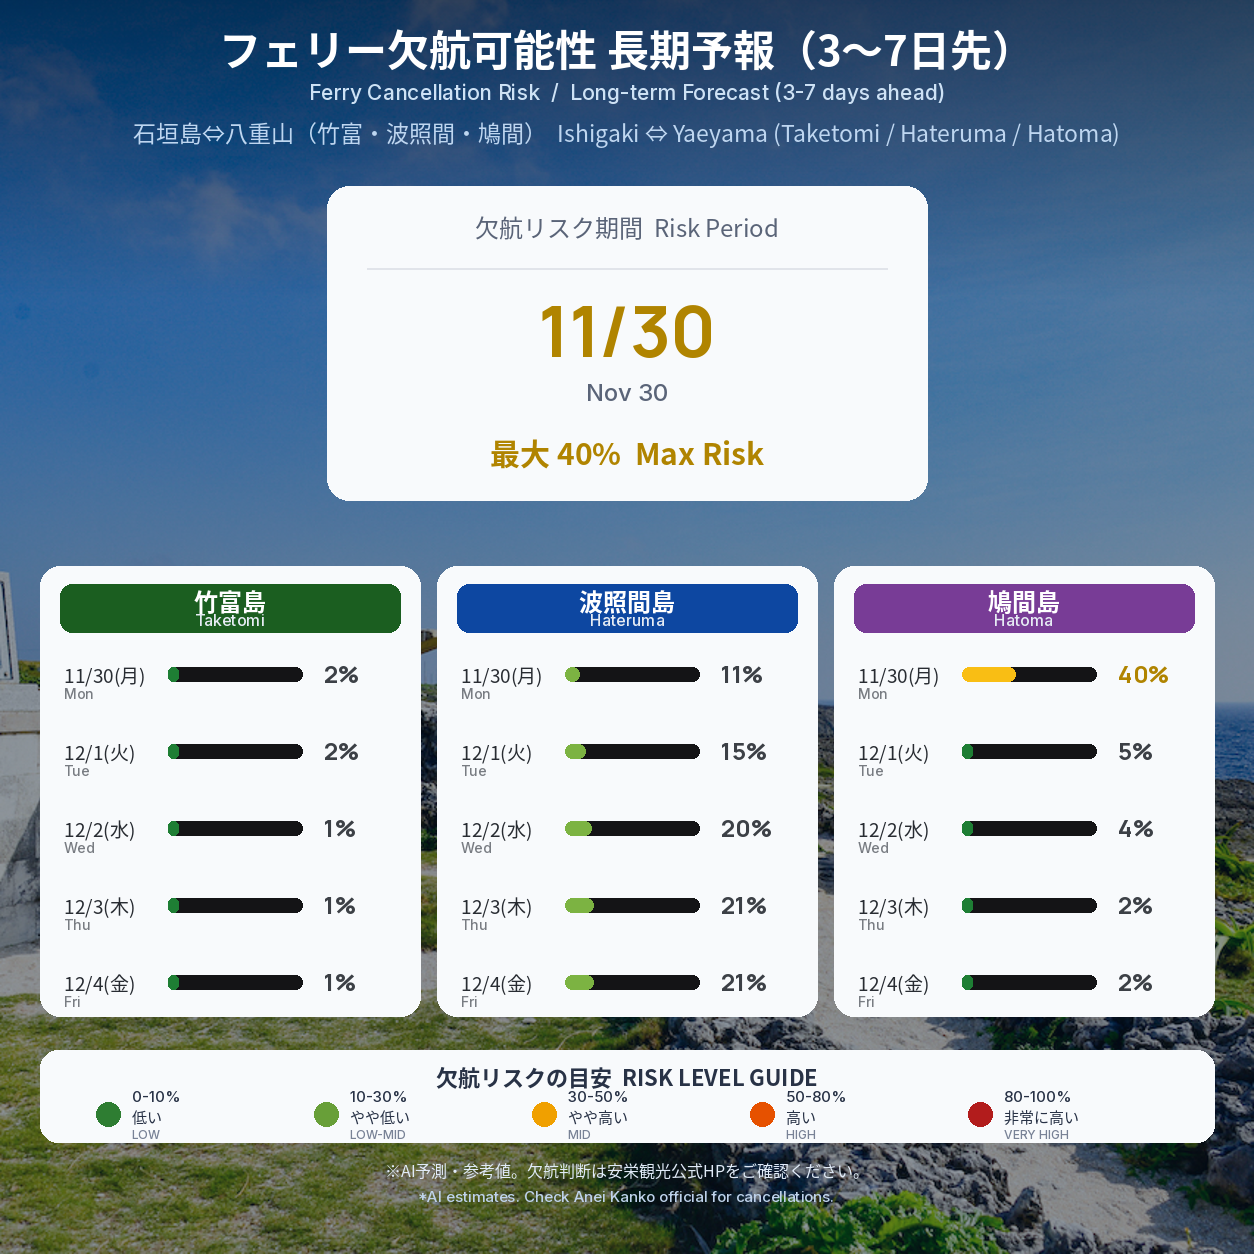 フェリー欠航可能性 長期予報（3〜7日先）
Ferry Cancellation Risk / Long-term Forecast (3-7 days ahead)
石垣島⇔八重山（竹富・波照間・鳩間） Ishigaki ⇔ Yaeyama (Taketomi / Hateruma / Hatoma)
欠航リスク期間 Risk Period
11/30
Nov 30
最大 40% Max Risk
竹富島
Taketomi
11/30(月) 2%
Mon
12/1(火) 2%
Tue
12/2(水) 1%
Wed
12/3(木) 1%
Thu
12/4(金) 1%
Fri
波照間島
Hateruma
11/30(月) 11%
Mon
12/1(火) 15%
Tue
12/2(水) 20%
Wed
12/3(木) 21%
Thu
12/4(金) 21%
Fri
鳩間島
Hatoma
11/30(月) 40%
Mon
12/1(火) 5%
Tue
12/2(水) 4%
Wed
12/3(木) 2%
Thu
12/4(金) 2%
Fri
欠航リスクの目安 RISK LEVEL GUIDE
0-10%
低い
LOW
10-30%
やや低い
LOW-MID
30-50%
やや高い
MID
50-80%
高い
HIGH
80-100%
非常に高い
VERY HIGH
※AI予測・参考値。欠航判断は安栄観光公式HPをご確認ください。
*AI estimates. Check Anei Kanko official for cancellations.